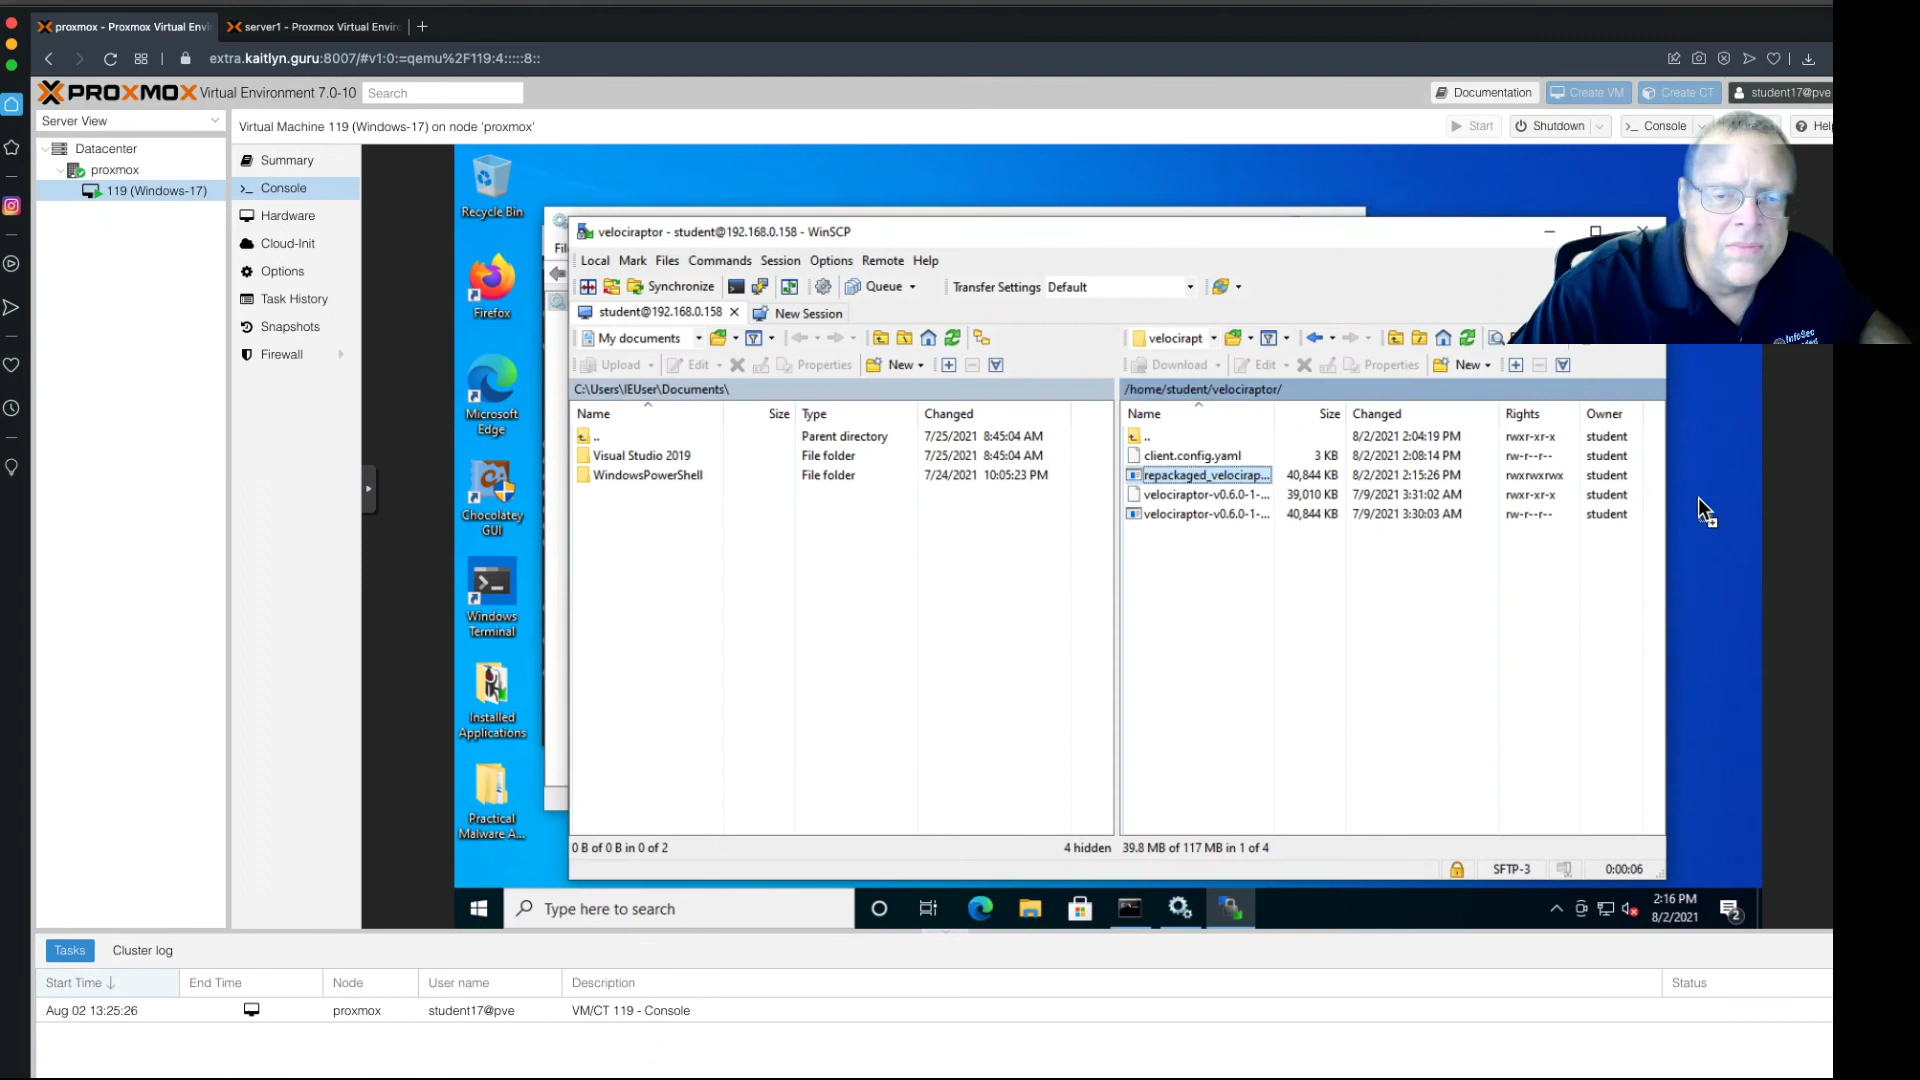 proxmox - Proxmox Virtual Envi
server1 - Proxmox Virtual Enviro
extra.kaitlyn.guru:8007/#v1:0:=qemu%2F119:4:::::8::
PROXMOX Virtual Environment 7.0-10
Search
Documentation
Create VM
Create CT
student17@pve
Server View
Virtual Machine 119 (Windows-17) on node 'proxmox'
Start
Shutdown
Console
Help
Datacenter
proxmox
119 (Windows-17)
Summary
Console
Hardware
Cloud-Init
Options
Task History
Snapshots
Firewall
Recycle Bin
Firefox
Microsoft
Edge
Chocolatey
GUI
Windows
Terminal
Installed
Applications
Practical
Malware A...
Fil
velociraptor - student@192.168.0.158 - WinSCP
Local Mark Files Commands Session Options Remote Help
Synchronize
Queue
Transfer Settings Default
student@192.168.0.158
New Session
My documents
velocirapt
Upload
Edit
Properties
New
Download
Edit
Properties
New
C:\Users\IEUser\Documents\
Name Size Type Changed
.. Parent directory 7/25/2021 8:45:04 AM
Visual Studio 2019 File folder 7/25/2021 8:45:04 AM
WindowsPowerShell File folder 7/24/2021 10:05:23 PM
/home/student/velociraptor/
Name Size Changed Rights Owner
.. 8/2/2021 2:04:19 PM rwxr-xr-x student
client.config.yaml 3 KB 8/2/2021 2:08:14 PM rw-r--r-- student
repackaged_velocirap... 40,844 KB 8/2/2021 2:15:26 PM rwxrwxrwx student
velociraptor-v0.6.0-1-... 39,010 KB 7/9/2021 3:31:02 AM rwxr-xr-x student
velociraptor-v0.6.0-1-... 40,844 KB 7/9/2021 3:30:03 AM rw-r--r-- student
0 B of 0 B in 0 of 2
4 hidden
39.8 MB of 117 MB in 1 of 4
SFTP-3
0:00:06
Type here to search
2:16 PM
8/2/2021
2
InfoSec
Tasks
Cluster log
Start Time End Time Node User name Description Status
Aug 02 13:25:26 proxmox student17@pve VM/CT 119 - Console